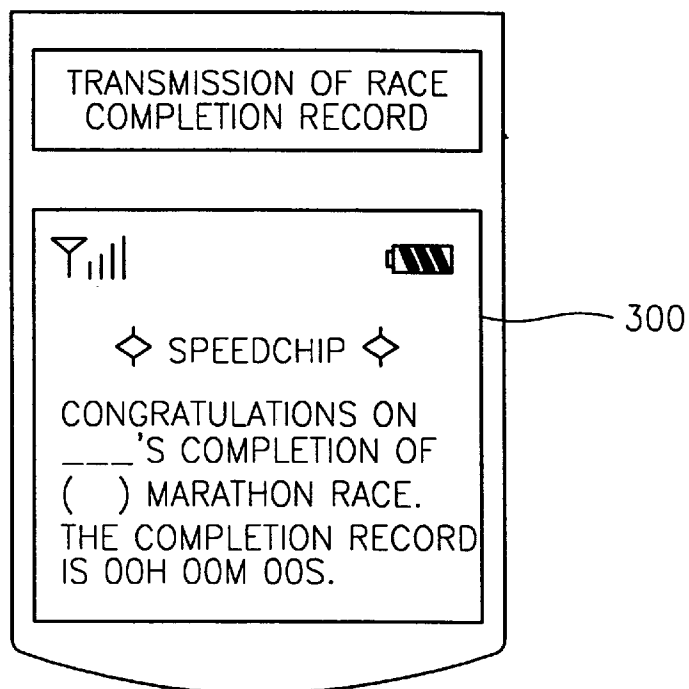 TRANSMISSION OF RACE
COMPLETION RECORD
SPEEDCHIP
300
CONGRATULATIONS ON
___'S COMPLETION OF
( ) MARATHON RACE.
THE COMPLETION RECORD
IS 00H 00M 00S.